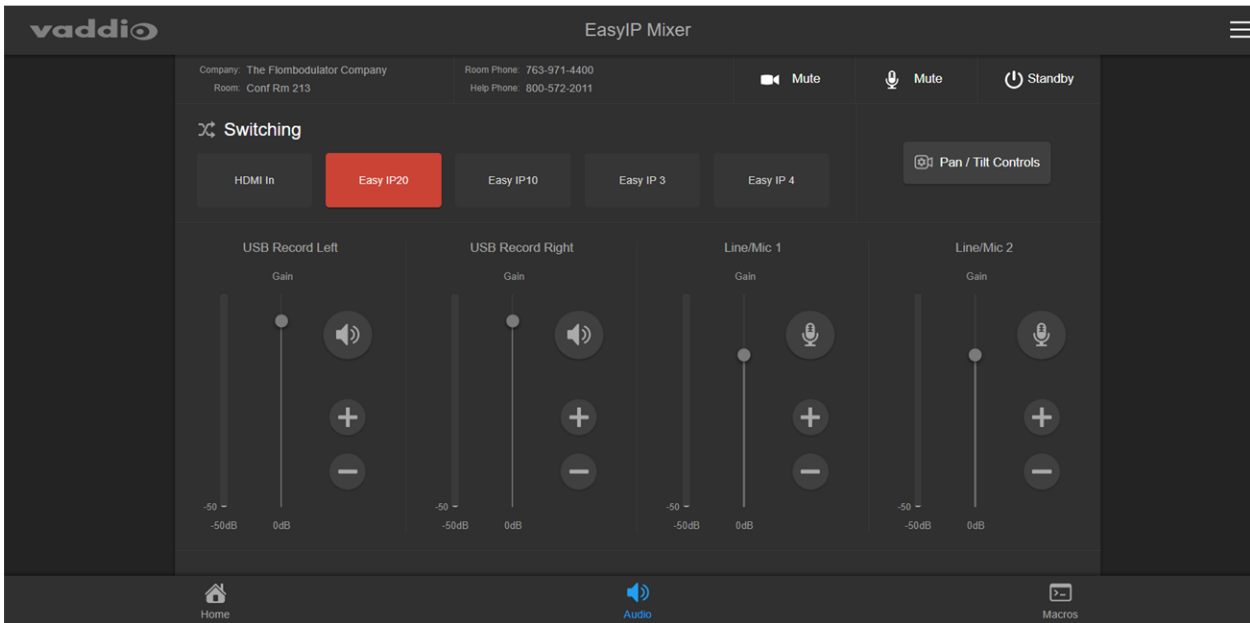 vaddio
EasyIP Mixer
Company: The Flombodulator Company
Room: Conf Rm 213
Room Phone: 763-971-4400
Help Phone: 800-572-2011
Mute
Mute
Standby
Switching
HDMI In
Easy IP20
Easy IP10
Easy IP 3
Easy IP 4
Pan / Tilt Controls
USB Record Left
Gain
-50
-50dB
0dB
USB Record Right
Gain
-50
-50dB
0dB
Line/Mic 1
Gain
-50
-50dB
0dB
Line/Mic 2
Gain
-50
-50dB
0dB
Home
Audio
Macros